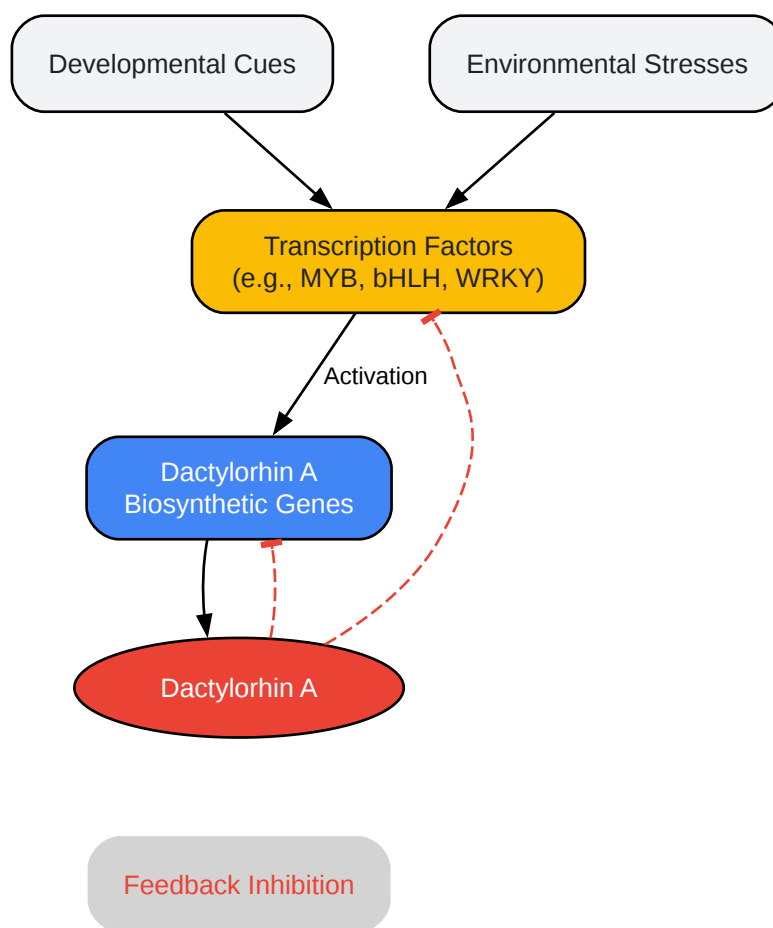 Developmental Cues
Environmental Stresses
Transcription Factors
(e.g., MYB, bHLH, WRKY)
Activation
Dactylorhin A
Biosynthetic Genes
Dactylorhin A
Feedback Inhibition